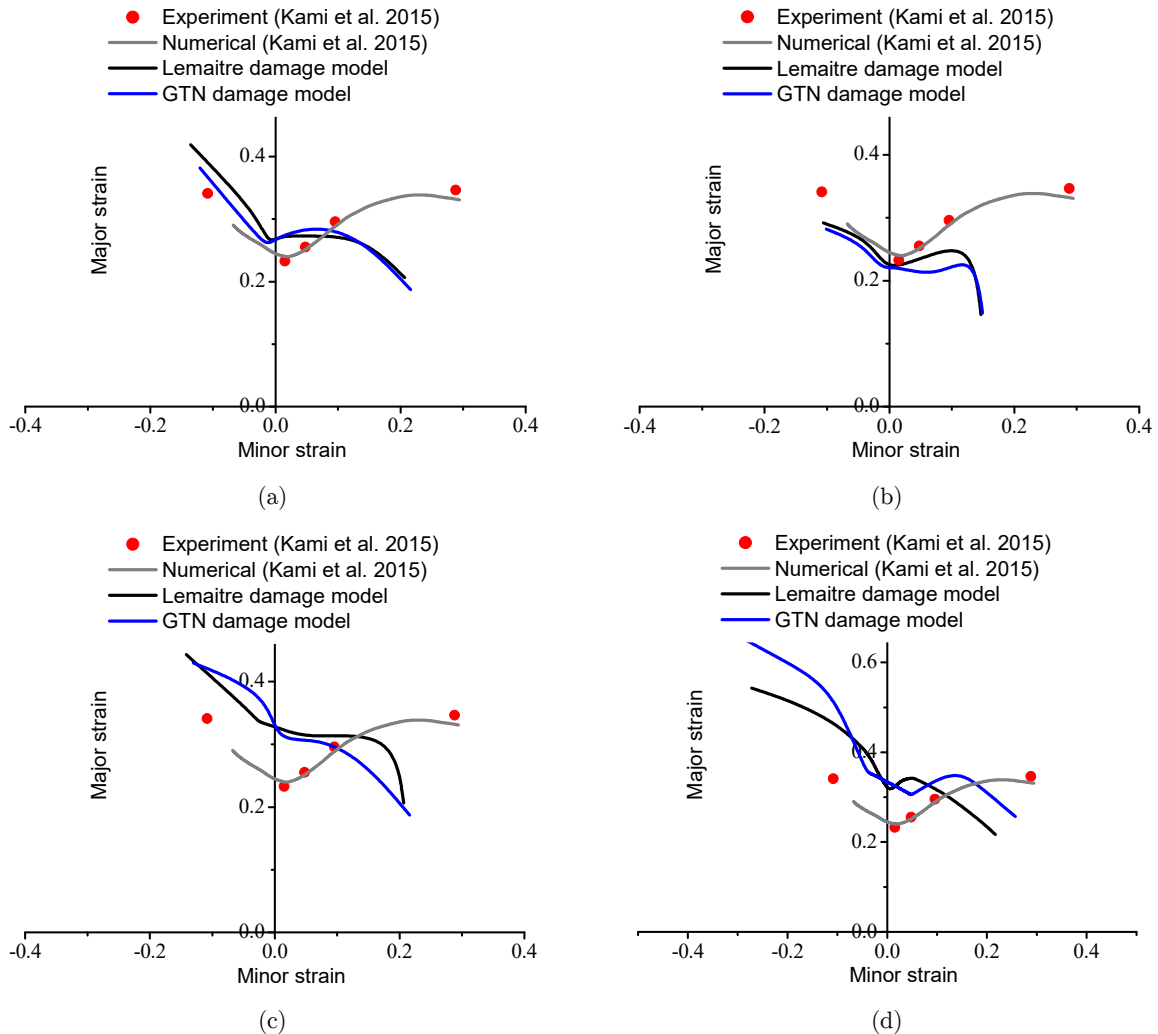 Experiment (Kami et al. 2015)
Numerical (Kami et al. 2015)
Lemaitre damage model
GTN damage model
Major strain
0.4
0.2
0.0
-0.4 -0.2 0.0 0.2 0.4
Minor strain
(a)
Experiment (Kami et al. 2015)
Numerical (Kami et al. 2015)
Lemaitre damage model
GTN damage model
Major strain
0.4
0.2
0.0
-0.4 -0.2 0.0 0.2 0.4
Minor strain
(b)
Experiment (Kami et al. 2015)
Numerical (Kami et al. 2015)
Lemaitre damage model
GTN damage model
Major strain
0.4
0.2
0.0
-0.4 -0.2 0.0 0.2 0.4
Minor strain
(c)
Experiment (Kami et al. 2015)
Numerical (Kami et al. 2015)
Lemaitre damage model
GTN damage model
Major strain
0.6
0.4
0.2
0.0
-0.4 -0.2 0.0 0.2 0.4
Minor strain
(d)